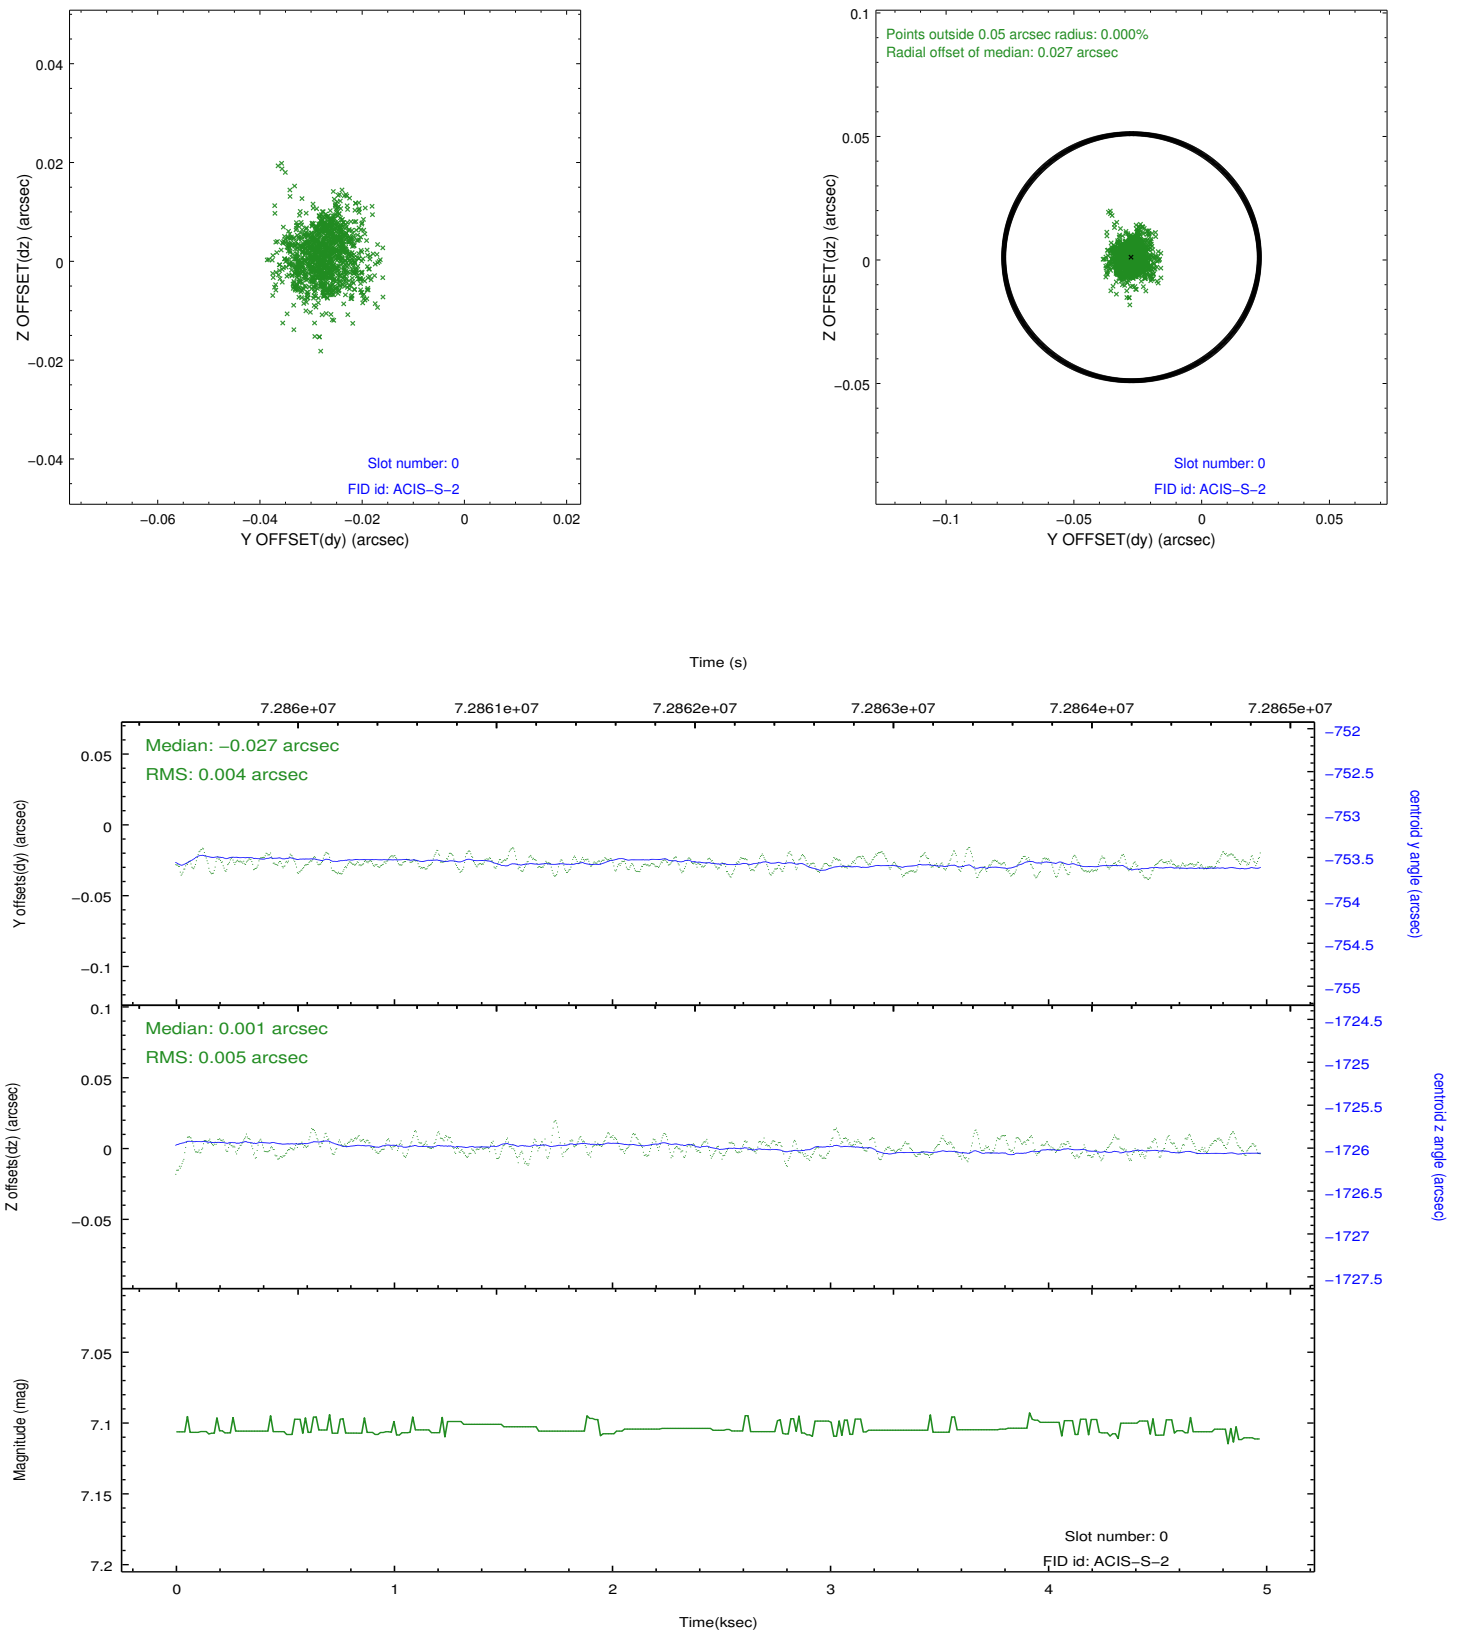 0.04
0.02
0
−0.02
−0.04
Z OFFSET(dz) (arcsec)
Slot number: 0
FID id: ACIS−S−2
−0.06
−0.04
−0.02
0
0.02
Y OFFSET(dy) (arcsec)
0.1
0.05
0
−0.05
Z OFFSET(dz) (arcsec)
Points outside 0.05 arcsec radius: 0.000%
Radial offset of median: 0.027 arcsec
Slot number: 0
FID id: ACIS−S−2
−0.1
−0.05
0
0.05
Y OFFSET(dy) (arcsec)
Time (s)
7.286e+07
7.2861e+07
7.2862e+07
7.2863e+07
7.2864e+07
7.2865e+07
Median: −0.027 arcsec
RMS: 0.004 arcsec
0.05
0
−0.05
−0.1
Y offsets(dy) (arcsec)
−752
−752.5
−753
−753.5
−754
−754.5
−755
centroid y angle (arcsec)
Median: 0.001 arcsec
RMS: 0.005 arcsec
0.1
0.05
0
−0.05
Z offsets(dz) (arcsec)
−1724.5
−1725
−1725.5
−1726
−1726.5
−1727
−1727.5
centroid z angle (arcsec)
7.05
7.1
7.15
7.2
Magnitude (mag)
Slot number: 0
FID id: ACIS−S−2
0
1
2
3
4
5
Time(ksec)